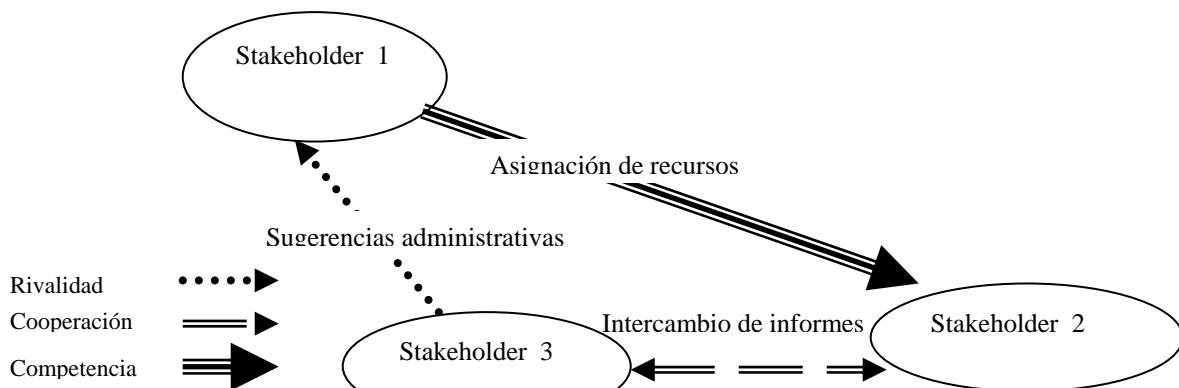 Stakeholder 1
Asignación de recursos
Sugerencias administrativas
Rivalidad
Cooperación
Competencia
Intercambio de informes
Stakeholder 2
Stakeholder 3